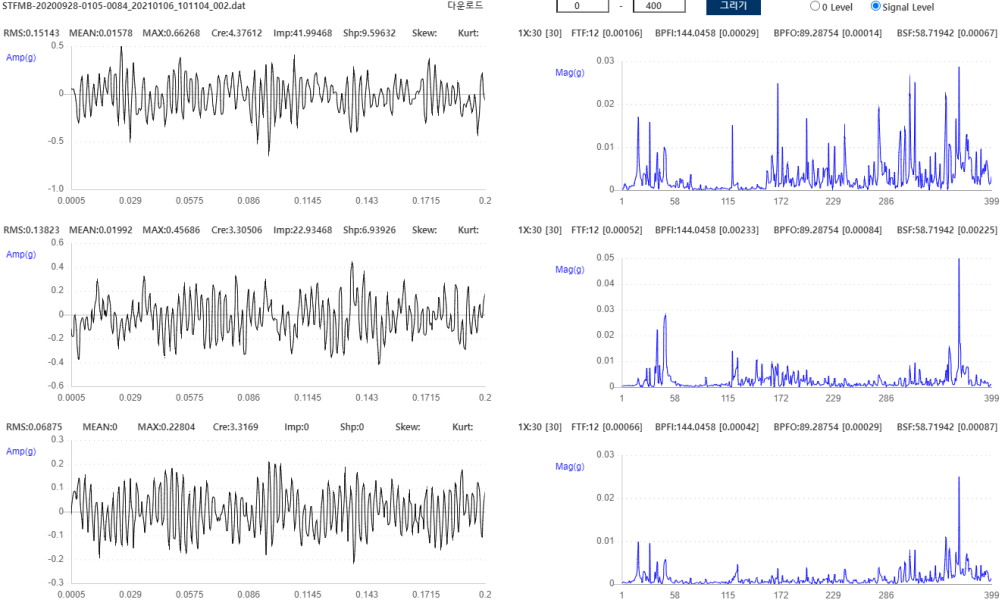 STFMB-20200928-0105-0084_20210106_101104_002.dat 다운로드 0 - 400 그리기 0 Level Signal Level
RMS:0.15143 MEAN:0.01578 MAX:0.66268 Cre:4.37612 Imp:41.99468 Shp:9.59632 Skew: Kurt:
Amp(g)
0.5
0
-0.5
-1.0
0.0005 0.029 0.0575 0.086 0.1145 0.143 0.1715 0.2
1X:30 [30] FTF:12 [0.00106] BPFI:144.0458 [0.00029] BPFO:89.28754 [0.00014] BSF:58.71942 [0.00067]
Mag(g)
0.03
0.02
0.01
0
1 58 115 172 229 286 399
RMS:0.13823 MEAN:0.01992 MAX:0.45686 Cre:3.30506 Imp:22.93468 Shp:6.93926 Skew: Kurt:
Amp(g)
0.6
0.4
0.2
0
-0.2
-0.4
-0.6
0.0005 0.029 0.0575 0.086 0.1145 0.143 0.1715 0.2
1X:30 [30] FTF:12 [0.00052] BPFI:144.0458 [0.00233] BPFO:89.28754 [0.00084] BSF:58.71942 [0.00225]
Mag(g)
0.05
0.04
0.03
0.02
0.01
0
1 58 115 172 229 286 399
RMS:0.06875 MEAN:0 MAX:0.22804 Cre:3.3169 Imp:0 Shp:0 Skew: Kurt:
Amp(g)
0.3
0.2
0.1
0
-0.1
-0.2
-0.3
0.0005 0.029 0.0575 0.086 0.1145 0.143 0.1715 0.2
1X:30 [30] FTF:12 [0.00066] BPFI:144.0458 [0.00042] BPFO:89.28754 [0.00029] BSF:58.71942 [0.00087]
Mag(g)
0.03
0.02
0.01
0
1 58 115 172 229 286 399